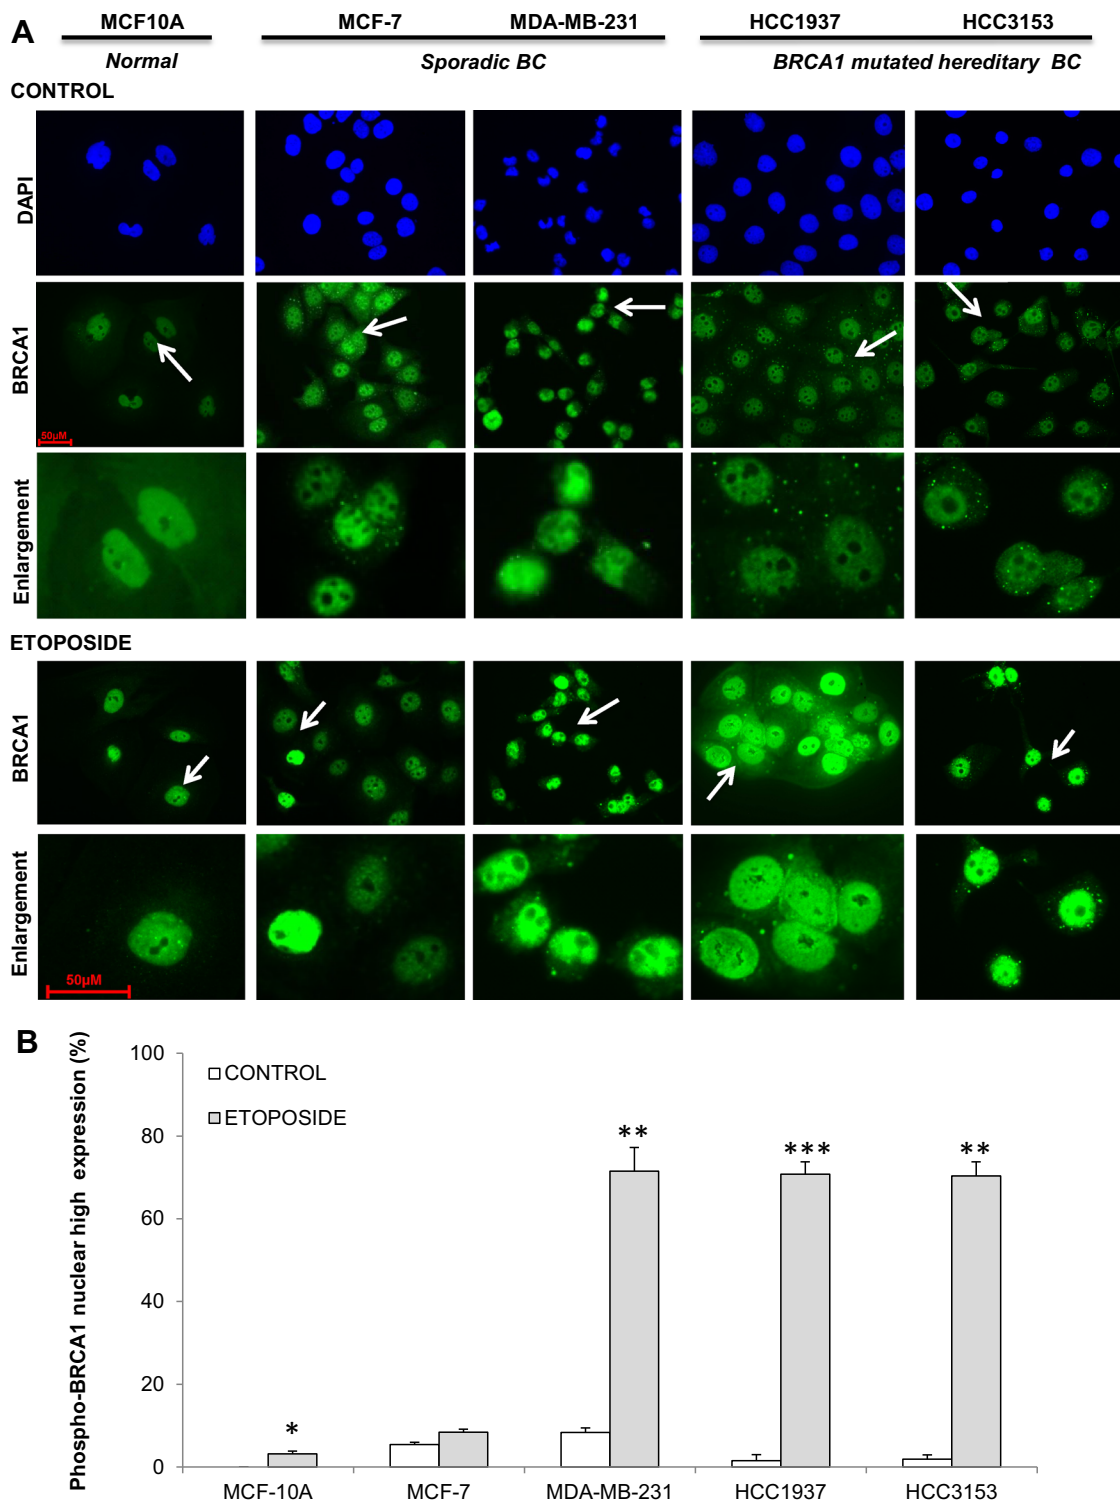 A
MCF10A MCF-7 MDA-MB-231 HCC1937 HCC3153
Normal Sporadic BC BRCA1 mutated hereditary BC
CONTROL
DAPI
BRCA1
50µM
Enlargement
ETOPOSIDE
BRCA1
Enlargement
50µM
B
Phospho-BRCA1 nuclear high expression (%)
100
80
60
40
20
0
CONTROL
ETOPOSIDE
*
**
***
**
MCF-10A MCF-7 MDA-MB-231 HCC1937 HCC3153